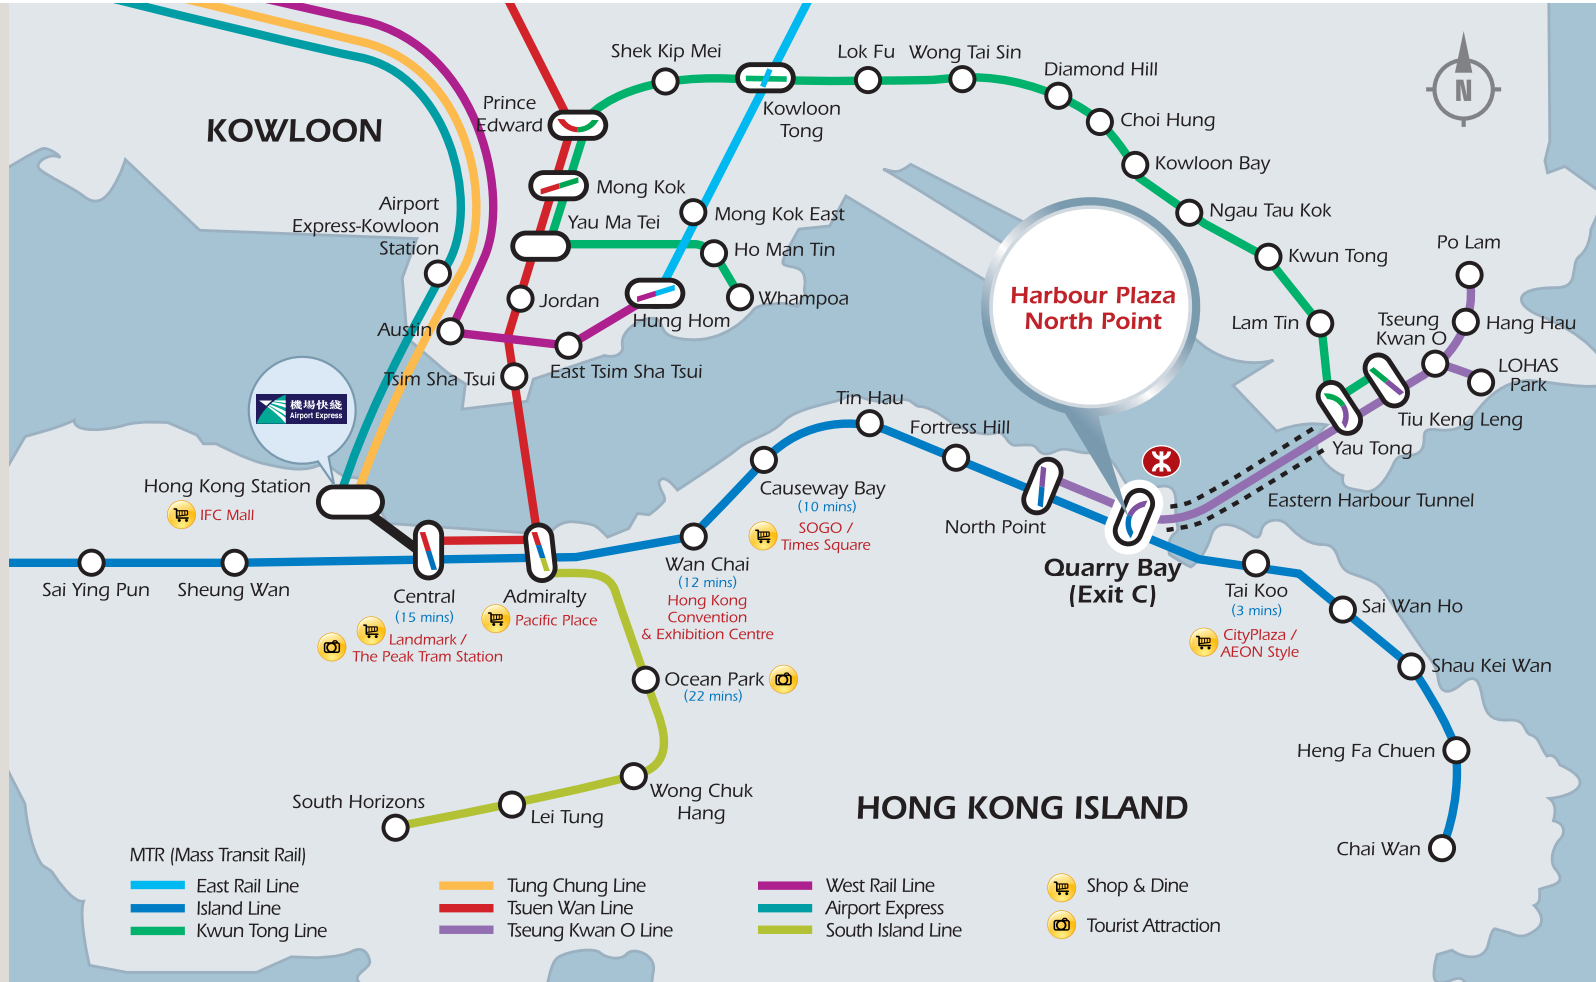 Shek Kip Mei
Lok Fu
Wong Tai Sin
Diamond Hill
N
Prince
Edward
KOWLOON
Kowloon
Tong
Choi Hung
Kowloon Bay
Mong Kok
Airport
Express-Kowloon
Station
Yau Ma Tei
Mong Kok East
Ngau Tau Kok
Ho Man Tin
Kwun Tong
Po Lam
Jordan
Whampoa
Harbour Plaza
North Point
Austin
Hung Hom
Lam Tin
Tseung
Kwan O
Hang Hau
Tsim Sha Tsui
East Tsim Sha Tsui
LOHAS
Park
機場快綫
Airport Express
Tin Hau
Fortress Hill
Tiu Keng Leng
Yau Tong
Hong Kong Station
IFC Mall
Causeway Bay
(10 mins)
SOGO /
Times Square
North Point
Eastern Harbour Tunnel
Quarry Bay
(Exit C)
Sai Ying Pun
Sheung Wan
Central
(15 mins)
Landmark /
The Peak Tram Station
Admiralty
Pacific Place
Wan Chai
(12 mins)
Hong Kong
Convention
& Exhibition Centre
Tai Koo
(3 mins)
CityPlaza /
AEON Style
Sai Wan Ho
Shau Kei Wan
Ocean Park
(22 mins)
Heng Fa Chuen
South Horizons
Lei Tung
Wong Chuk
Hang
HONG KONG ISLAND
Chai Wan
MTR (Mass Transit Rail)
East Rail Line
Island Line
Kwun Tong Line
Tung Chung Line
Tsuen Wan Line
Tseung Kwan O Line
West Rail Line
Airport Express
South Island Line
Shop & Dine
Tourist Attraction